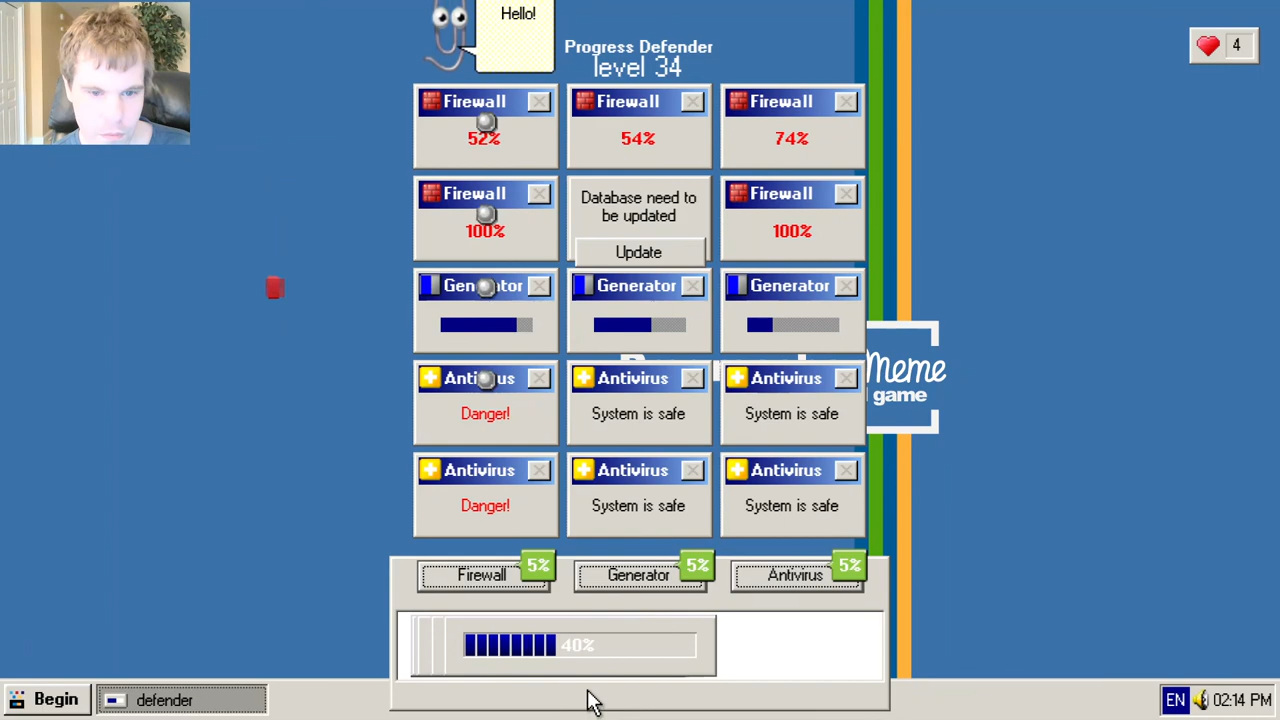 Hello!
4
Progress Defender
level 34
Firewall
Firewall
Firewall
52%
54%
74%
Firewall
Database need to
be updated
Firewall
100%
Update
100%
Generator
Generator
Generator
Meme
game
Antivirus
Antivirus
Antivirus
Danger!
System is safe
System is safe
Antivirus
Antivirus
Antivirus
Danger!
System is safe
System is safe
5%
5%
5%
Firewall
Generator
Antivirus
40%
Begin
defender
EN
02:14 PM